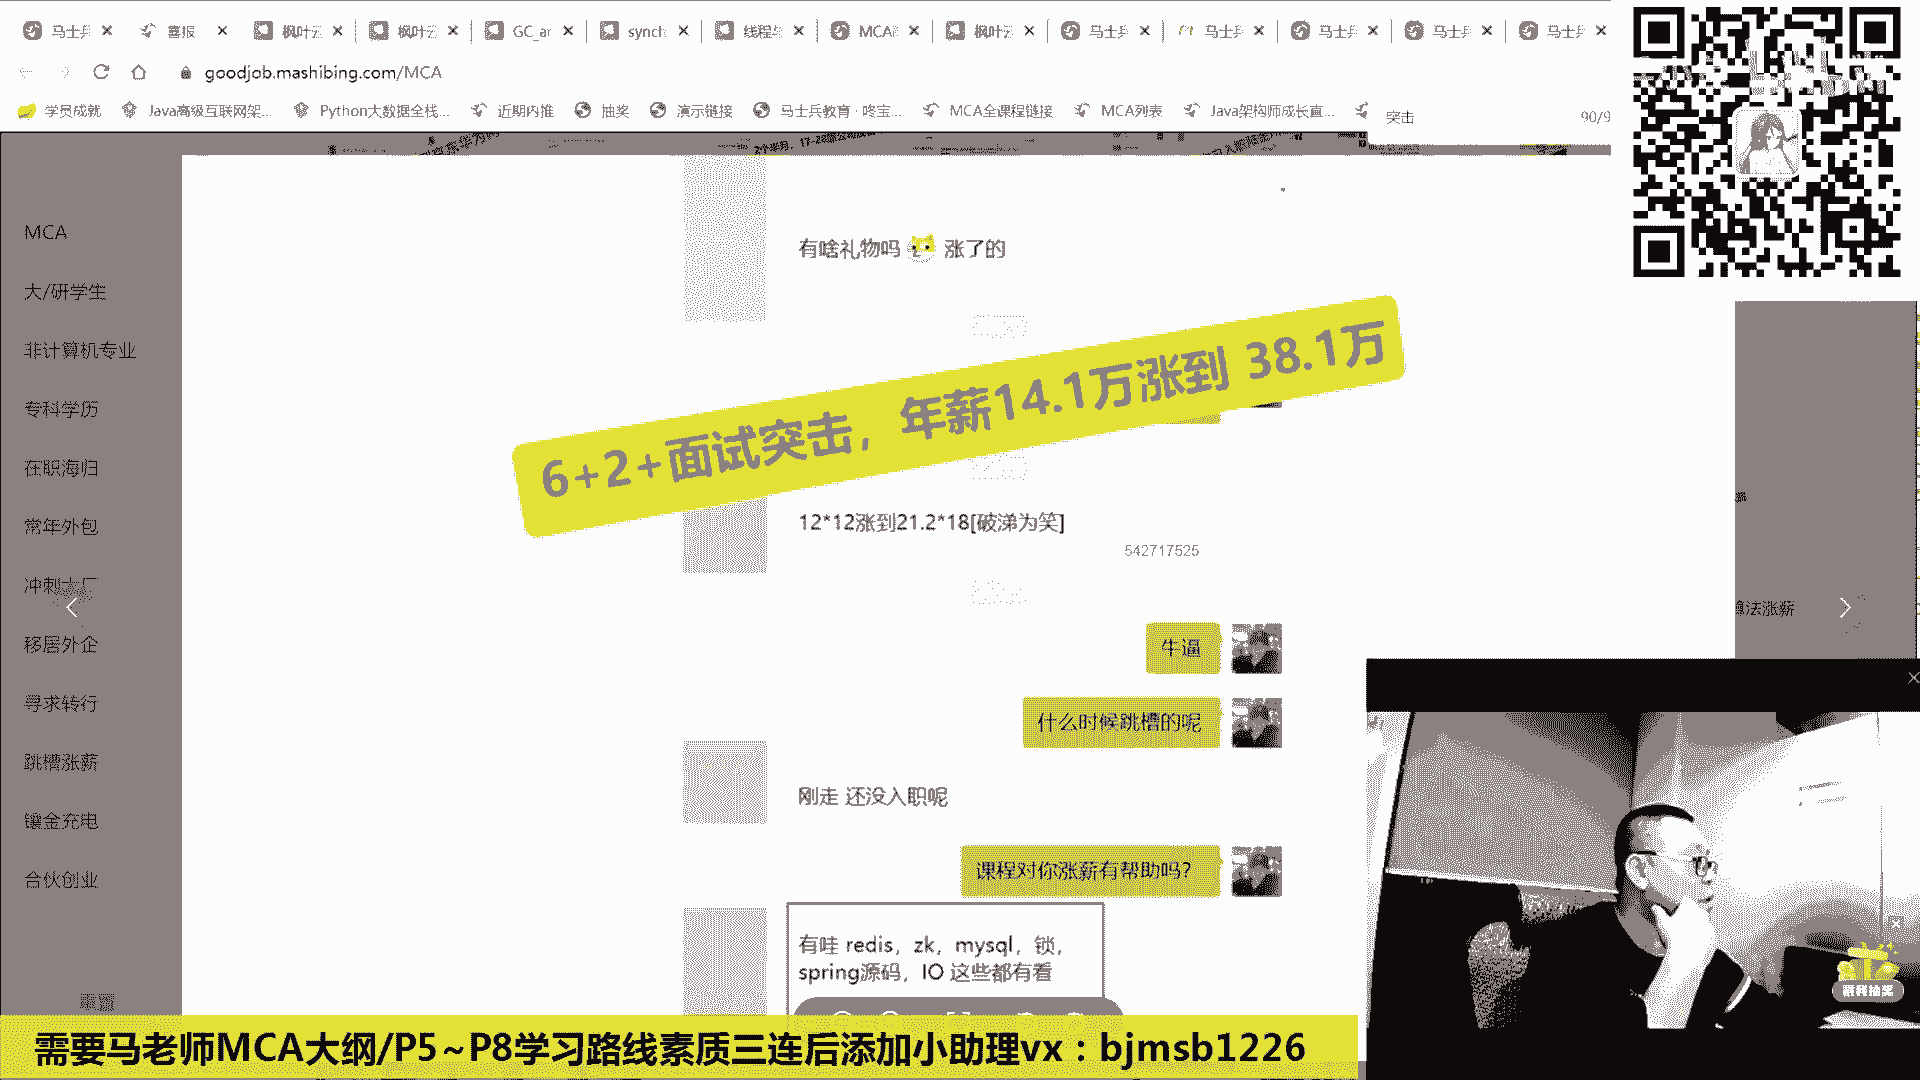 马士兵 喜报 枫叶云 枫叶云 GC_ar synch 线程 MCA 枫叶云 马士兵 马士兵 马士兵 马士兵 马士兵
goodjob.mashibing.com/MCA
学员成就 Java高级互联网架... Python大数据全栈... 近期内推 抽奖 演示链接 马士兵教育 · 咚宝... MCA全课程链接 MCA列表 Java架构师成长直... 突击 90/9
MCA
大/研学生
非计算机专业
专科学历
在职海归
常年外包
冲刺大厂
移居外企
寻求转行
跳槽涨薪
镶金充电
合伙创业
重置
有啥礼物吗 涨了的
6+2+面试突击，年薪14.1万涨到 38.1万
12*12涨到21.2*18[破涕为笑]
542717525
牛逼
什么时候跳槽的呢
刚走 还没入职呢
课程对你涨薪有帮助吗？
有哇 redis，zk，mysql，锁，
spring源码，IO 这些都有看
算法涨薪
戳我抽奖
需要马老师MCA大纲/P5~P8学习路线素质三连后添加小助理vx：bjmsb1226